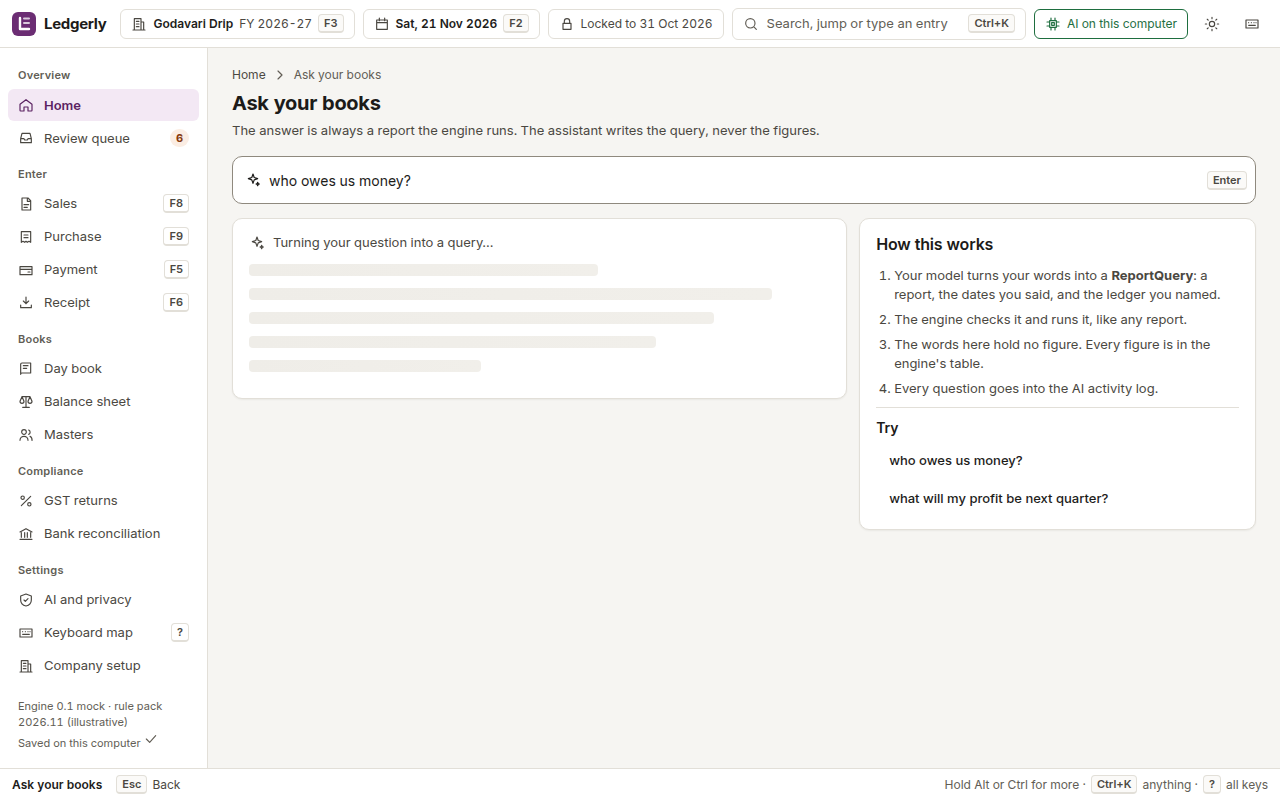 Ledgerly
Godavari Drip FY 2026-27 F3
Sat, 21 Nov 2026 F2
Locked to 31 Oct 2026
Search, jump or type an entry Ctrl+K
AI on this computer
Overview
Home
Review queue 6
Enter
Sales F8
Purchase F9
Payment F5
Receipt F6
Books
Day book
Balance sheet
Masters
Compliance
GST returns
Bank reconciliation
Settings
AI and privacy
Keyboard map ?
Company setup
Engine 0.1 mock · rule pack
2026.11 (illustrative)
Saved on this computer
Home Ask your books
Ask your books
The answer is always a report the engine runs. The assistant writes the query, never the figures.
who owes us money? Enter
Turning your question into a query...
How this works
1. Your model turns your words into a ReportQuery: a
report, the dates you said, and the ledger you named.
2. The engine checks it and runs it, like any report.
3. The words here hold no figure. Every figure is in the
engine's table.
4. Every question goes into the AI activity log.
Try
who owes us money?
what will my profit be next quarter?
Ask your books Esc Back
Hold Alt or Ctrl for more · Ctrl+K anything · ? all keys